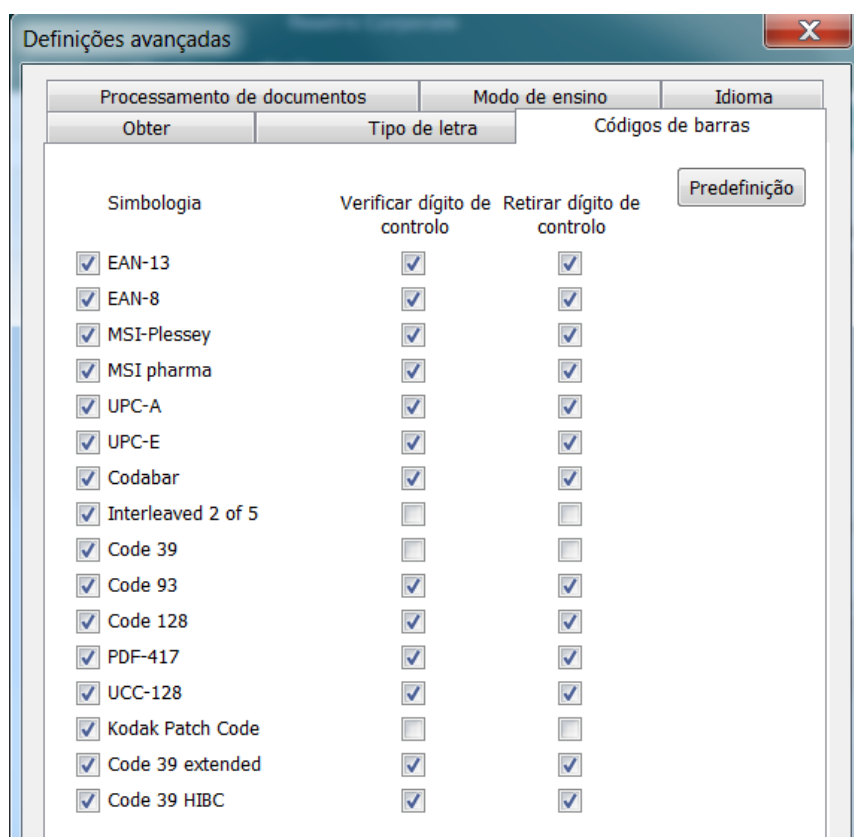 Definições avançadas
Processamento de documentos Modo de ensino Idioma
Obter Tipo de letra Códigos de barras
Predefinição
Simbologia Verificar dígito de Retirar dígito de
controlo controlo
EAN-13
EAN-8
MSI-Plessey
MSI pharma
UPC-A
UPC-E
Codabar
Interleaved 2 of 5
Code 39
Code 93
Code 128
PDF-417
UCC-128
Kodak Patch Code
Code 39 extended
Code 39 HIBC